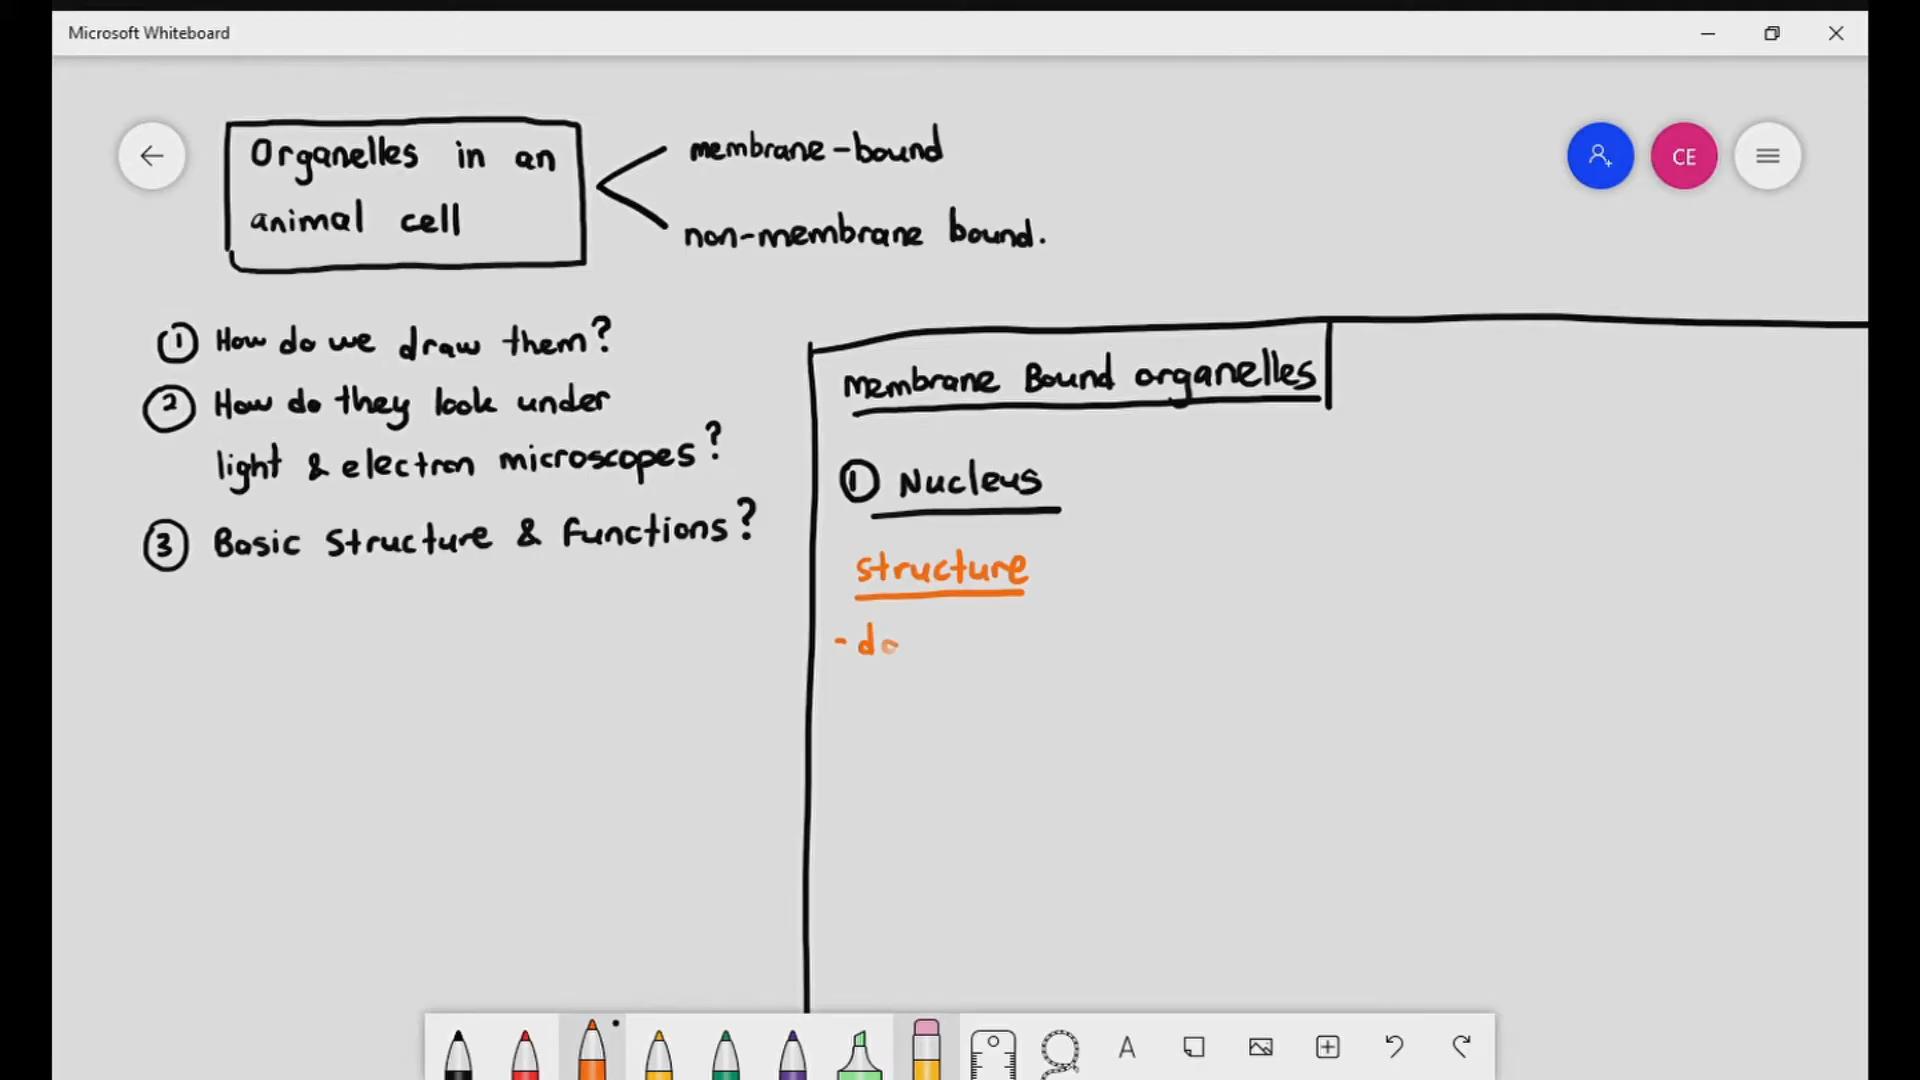 Microsoft Whiteboard
Organelles in an
animal cell
membrane-bound
non-membrane bound.
CE
① How do we draw them?
② How do they look under
light & electron microscopes?
③ Basic Structure & functions?
Membrane Bound organelles
① Nucleus
structure
- do
A